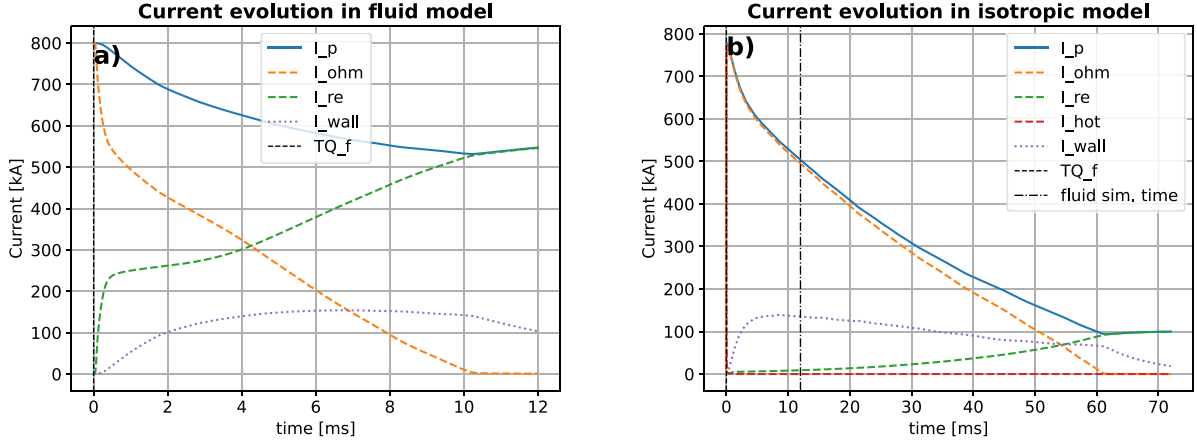 Current evolution in fluid model
a)
I_p
I_ohm
I_re
I_wall
TQ_f
Current [kA]
800
700
600
500
400
300
200
100
0
0 2 4 6 8 10 12
time [ms]
Current evolution in isotropic model
b)
I_p
I_ohm
I_re
I_hot
I_wall
TQ_f
fluid sim. time
Current [kA]
800
700
600
500
400
300
200
100
0
0 10 20 30 40 50 60 70
time [ms]